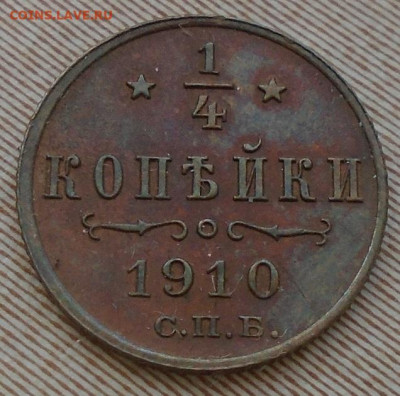 COINS.LAVE.RU
★ 1/4 ★
КОПѢЙКИ
1910
С.П.Б.